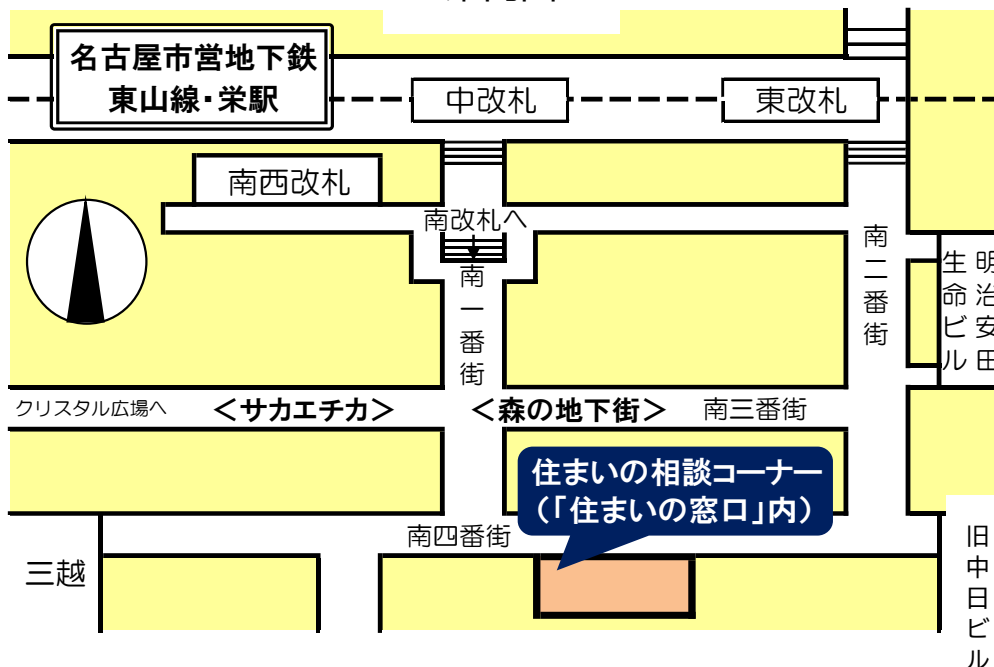 名古屋市営地下鉄
東山線・栄駅
中改札
東改札
南西改札
南改札へ
南一番街
南二番街
明治安田
生命ビル
クリスタル広場へ
＜サカエチカ＞
＜森の地下街＞
南三番街
住まいの相談コーナー
（「住まいの窓口」内）
南四番街
三越
旧中日ビル